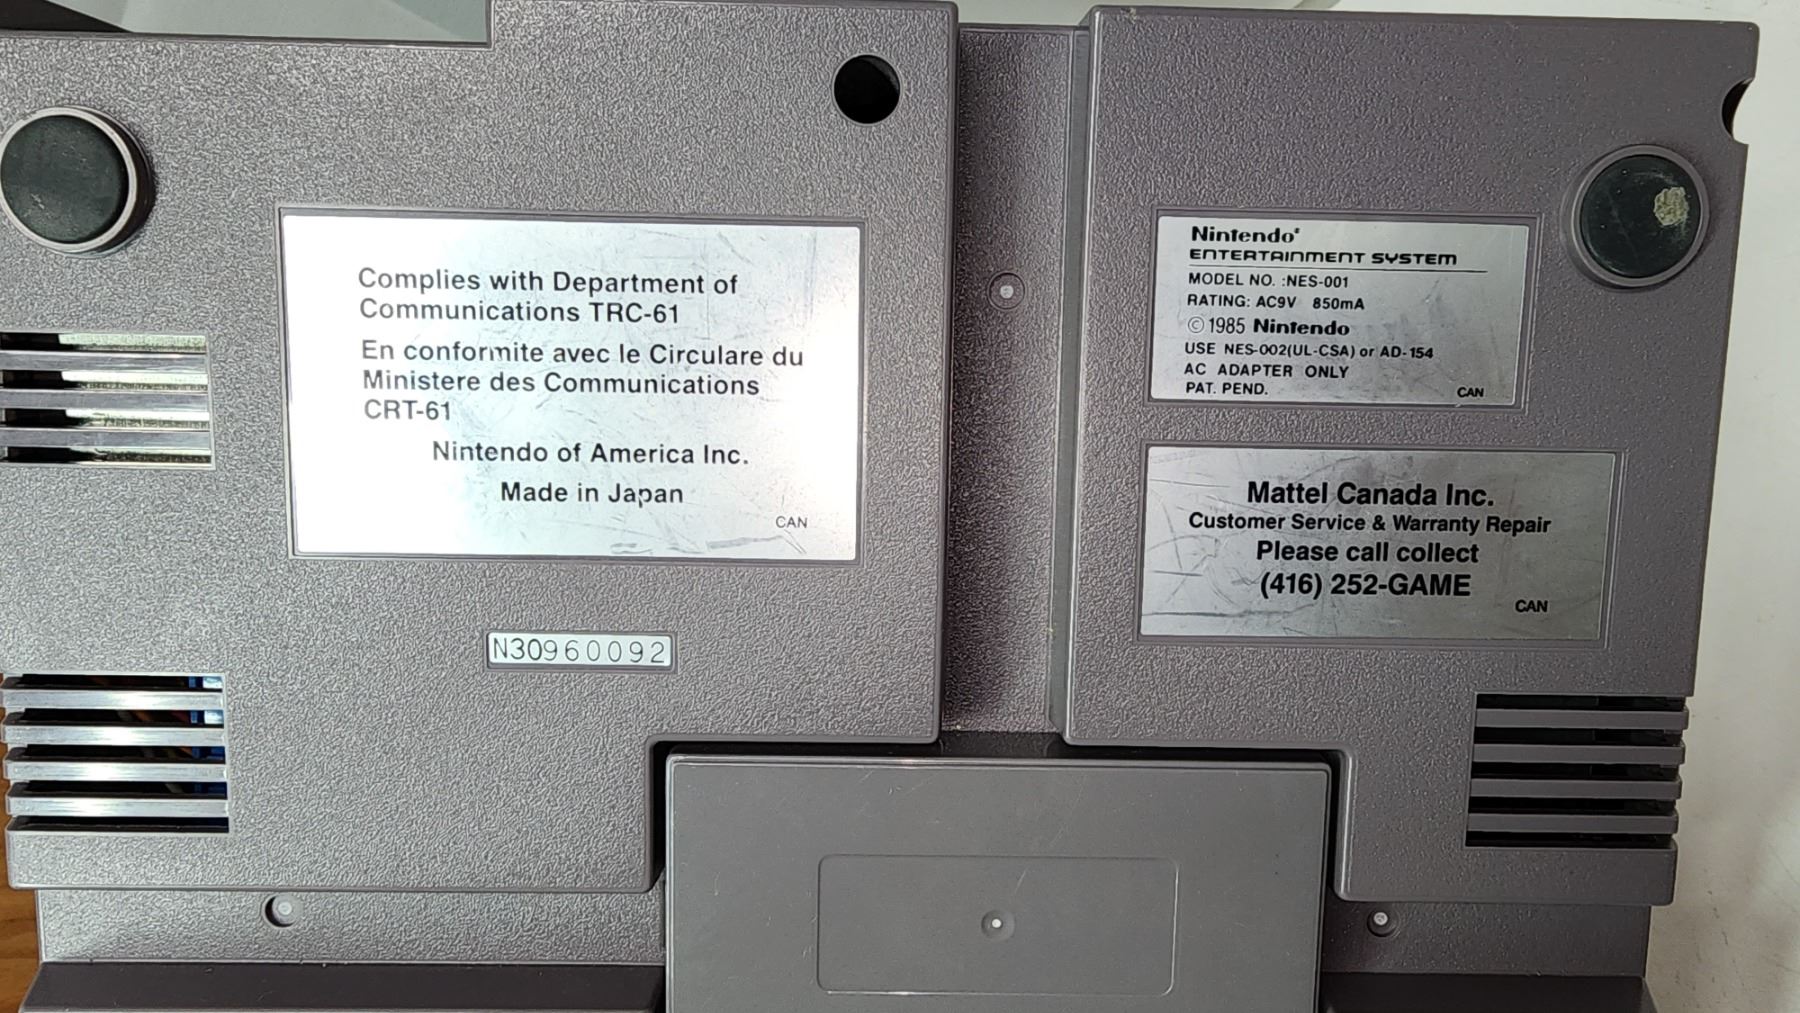 Complies with Department of
Communications TRC-61
En conformite avec le Circulare du
Ministere des Communications
CRT-61
Nintendo of America Inc.
Made in Japan
CAN
N30960092
Nintendo®
ENTERTAINMENT SYSTEM
MODEL NO. :NES-001
RATING: AC9V 850mA
©1985 Nintendo
USE NES-002(UL-CSA) or AD-154
AC ADAPTER ONLY
PAT. PEND.
CAN
Mattel Canada Inc.
Customer Service & Warranty Repair
Please call collect
(416) 252-GAME
CAN